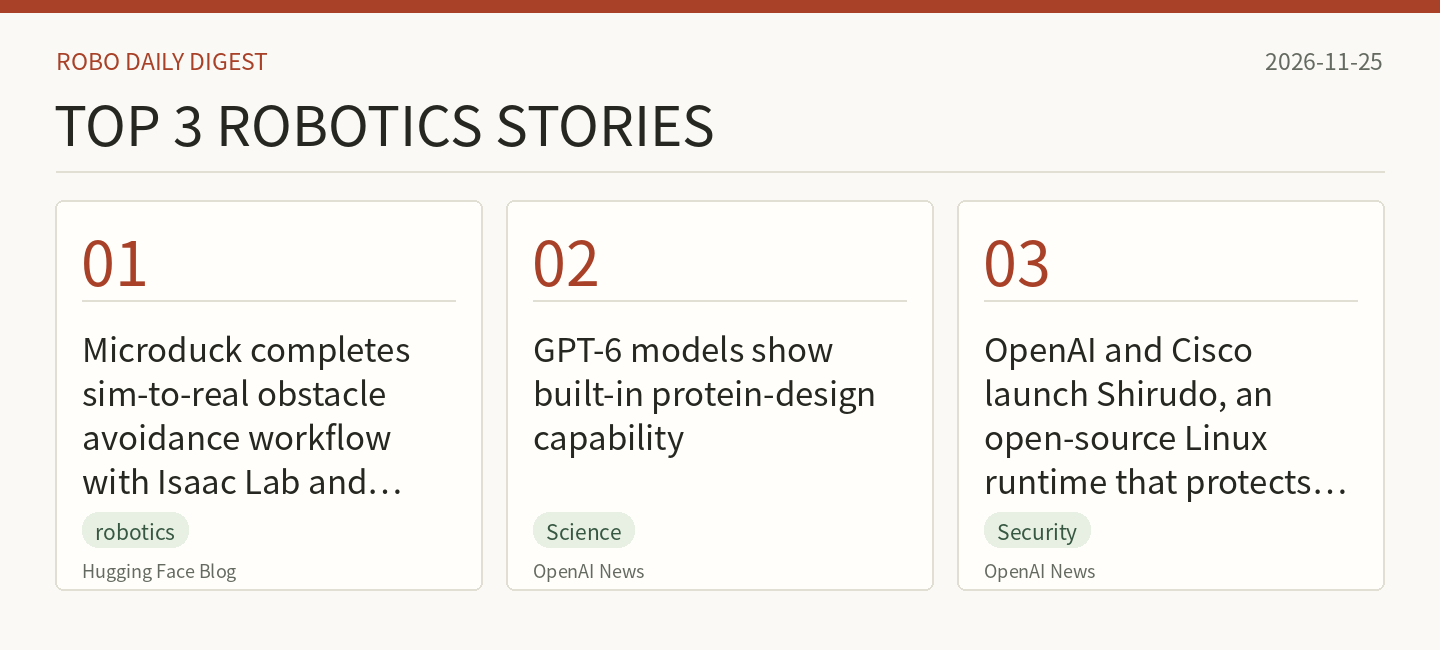 ROBO DAILY DIGEST
2026-11-25
TOP 3 ROBOTICS STORIES
01
Microduck completes
sim-to-real obstacle
avoidance workflow
with Isaac Lab and…
robotics
Hugging Face Blog
02
GPT-6 models show
built-in protein-design
capability
Science
OpenAI News
03
OpenAI and Cisco
launch Shirudo, an
open-source Linux
runtime that protects…
Security
OpenAI News